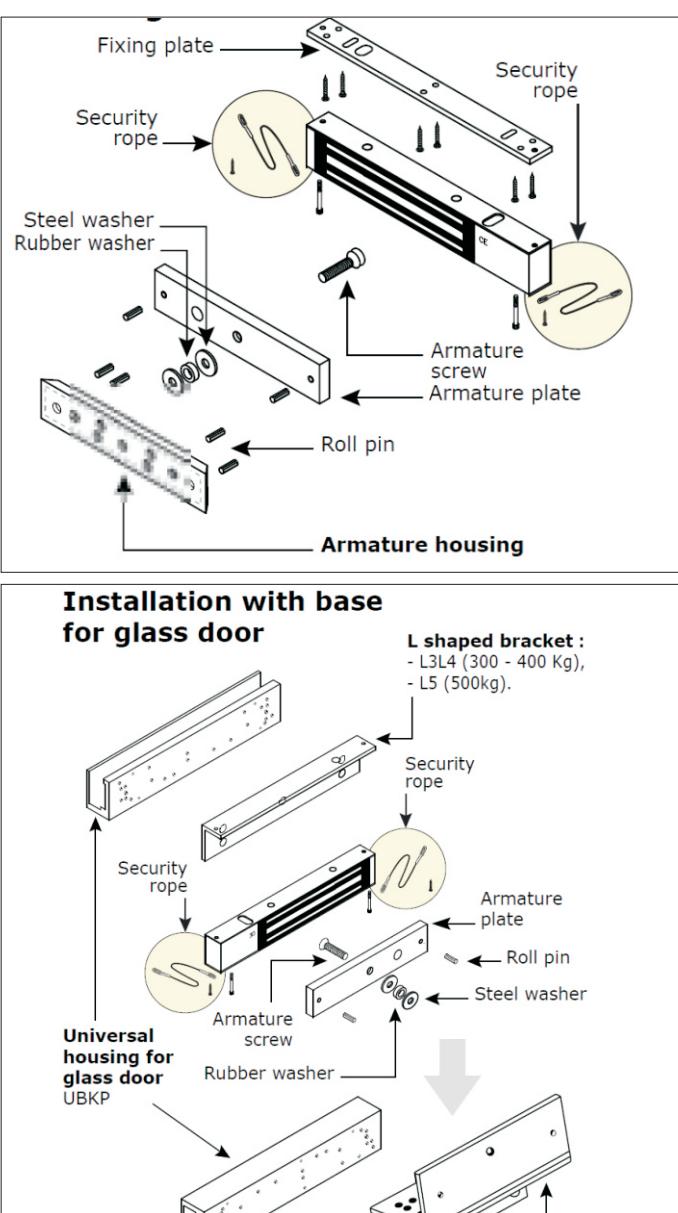 Fixing plate
Security
rope
Security
rope
Steel washer
Rubber washer
CE
Armature
screw
Armature plate
Roll pin
Armature housing
Installation with base
for glass door
L shaped bracket :
- L3L4 (300 - 400 Kg),
- L5 (500kg).
Security
rope
Security
rope
Armature
plate
Roll pin
Steel washer
Armature
screw
Rubber washer
Universal
housing for
glass door
UBKP